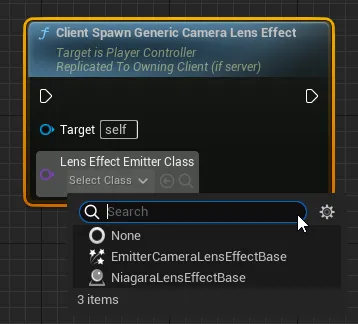 Client Spawn Generic Camera Lens Effect
Target is Player Controller
Replicated To Owning Client (if server)
Target self
Lens Effect Emitter Class
Select Class
Search
None
EmitterCameraLensEffectBase
NiagaraLensEffectBase
3 items